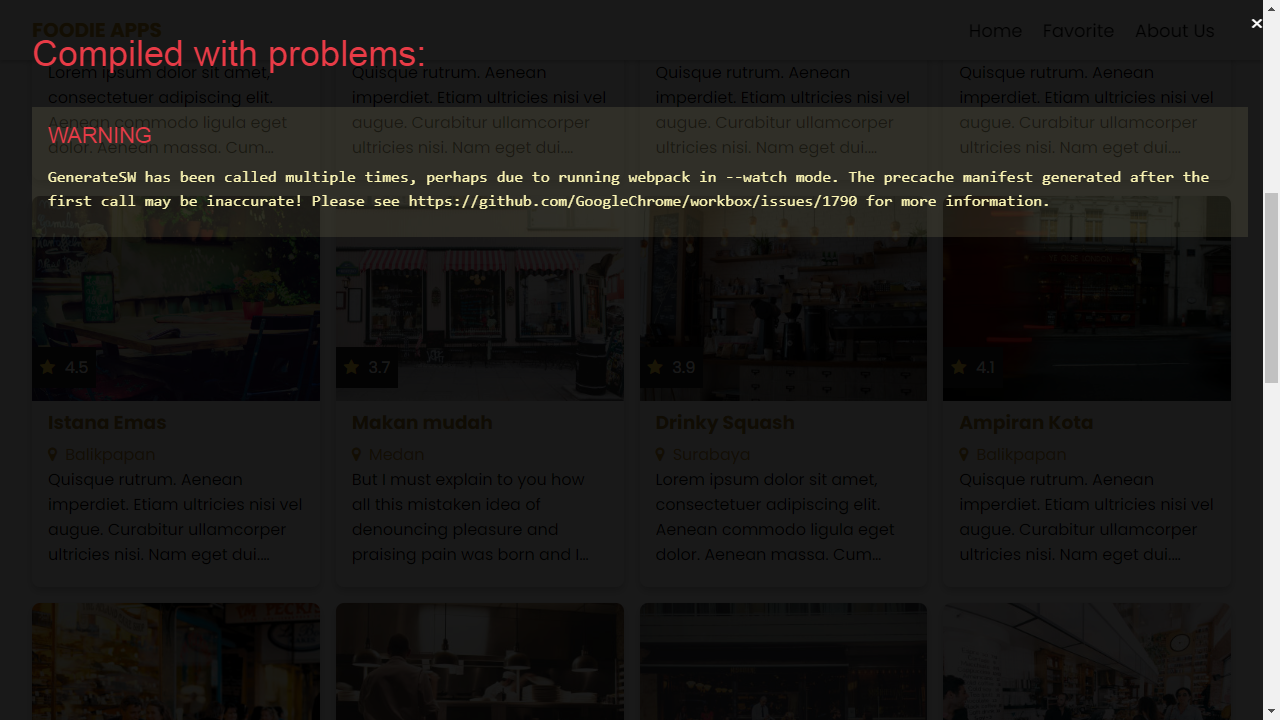 FOODIE APPS
Home Favorite About Us
×
Compiled with problems:
Lorem ipsum dolor sit amet, Quisque rutrum. Aenean Quisque rutrum. Aenean Quisque rutrum. Aenean
consectetuer adipiscing elit. imperdiet. Etiam ultricies nisi vel imperdiet. Etiam ultricies nisi vel imperdiet. Etiam ultricies nisi vel
Aenean commodo ligula eget augue. Curabitur ullamcorper augue. Curabitur ullamcorper augue. Curabitur ullamcorper
dolor. Aenean massa. Cum... ultricies nisi. Nam eget dui.... ultricies nisi. Nam eget dui.... ultricies nisi. Nam eget dui....
WARNING
GenerateSW has been called multiple times, perhaps due to running webpack in --watch mode. The precache manifest generated after the
first call may be inaccurate! Please see https://github.com/GoogleChrome/workbox/issues/1790 for more information.
4.5 3.7 3.9 4.1
Istana Emas
Balikpapan
Quisque rutrum. Aenean
imperdiet. Etiam ultricies nisi vel
augue. Curabitur ullamcorper
ultricies nisi. Nam eget dui....
Makan mudah
Medan
But I must explain to you how
all this mistaken idea of
denouncing pleasure and
praising pain was born and I...
Drinky Squash
Surabaya
Lorem ipsum dolor sit amet,
consectetuer adipiscing elit.
Aenean commodo ligula eget
dolor. Aenean massa. Cum...
Ampiran Kota
Balikpapan
Quisque rutrum. Aenean
imperdiet. Etiam ultricies nisi vel
augue. Curabitur ullamcorper
ultricies nisi. Nam eget dui....